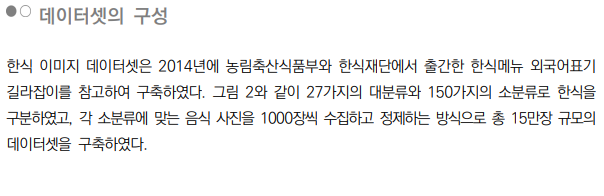 데이터셋의 구성
한식 이미지 데이터셋은 2014년에 농림축산식품부와 한식재단에서 출간한 한식메뉴 외국어표기
길라잡이를 참고하여 구축하였다. 그림 2와 같이 27가지의 대분류와 150가지의 소분류로 한식을
구분하였고, 각 소분류에 맞는 음식 사진을 1000장씩 수집하고 정제하는 방식으로 총 15만장 규모의
데이터셋을 구축하였다.